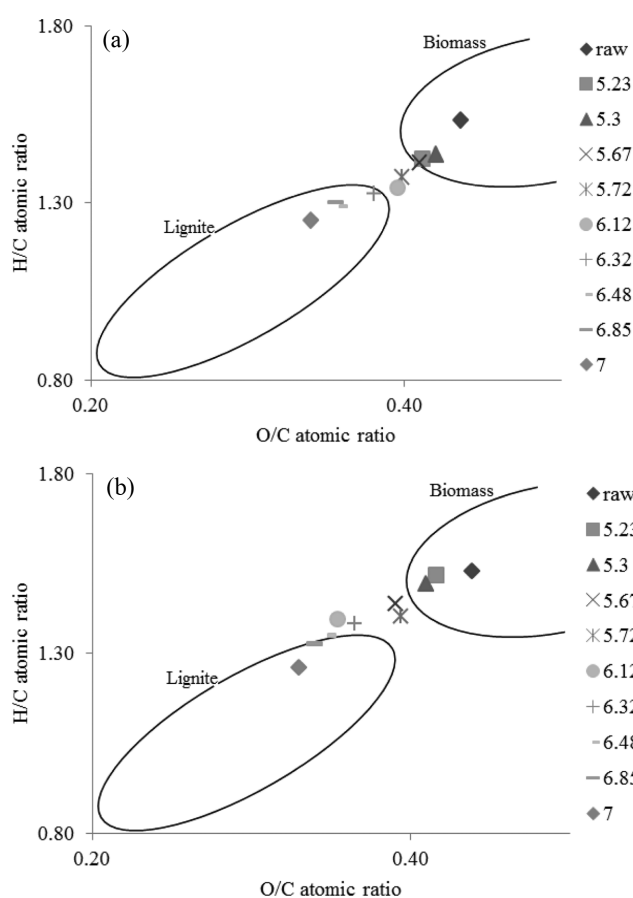 (a)
1.80
1.30
0.80
H/C atomic ratio
Biomass
Lignite
0.20
0.40
O/C atomic ratio
raw
5.23
5.3
5.67
5.72
6.12
6.32
6.48
6.85
7
(b)
1.80
1.30
0.80
H/C atomic ratio
Biomass
Lignite
0.20
0.40
O/C atomic ratio
raw
5.23
5.3
5.67
5.72
6.12
6.32
6.48
6.85
7